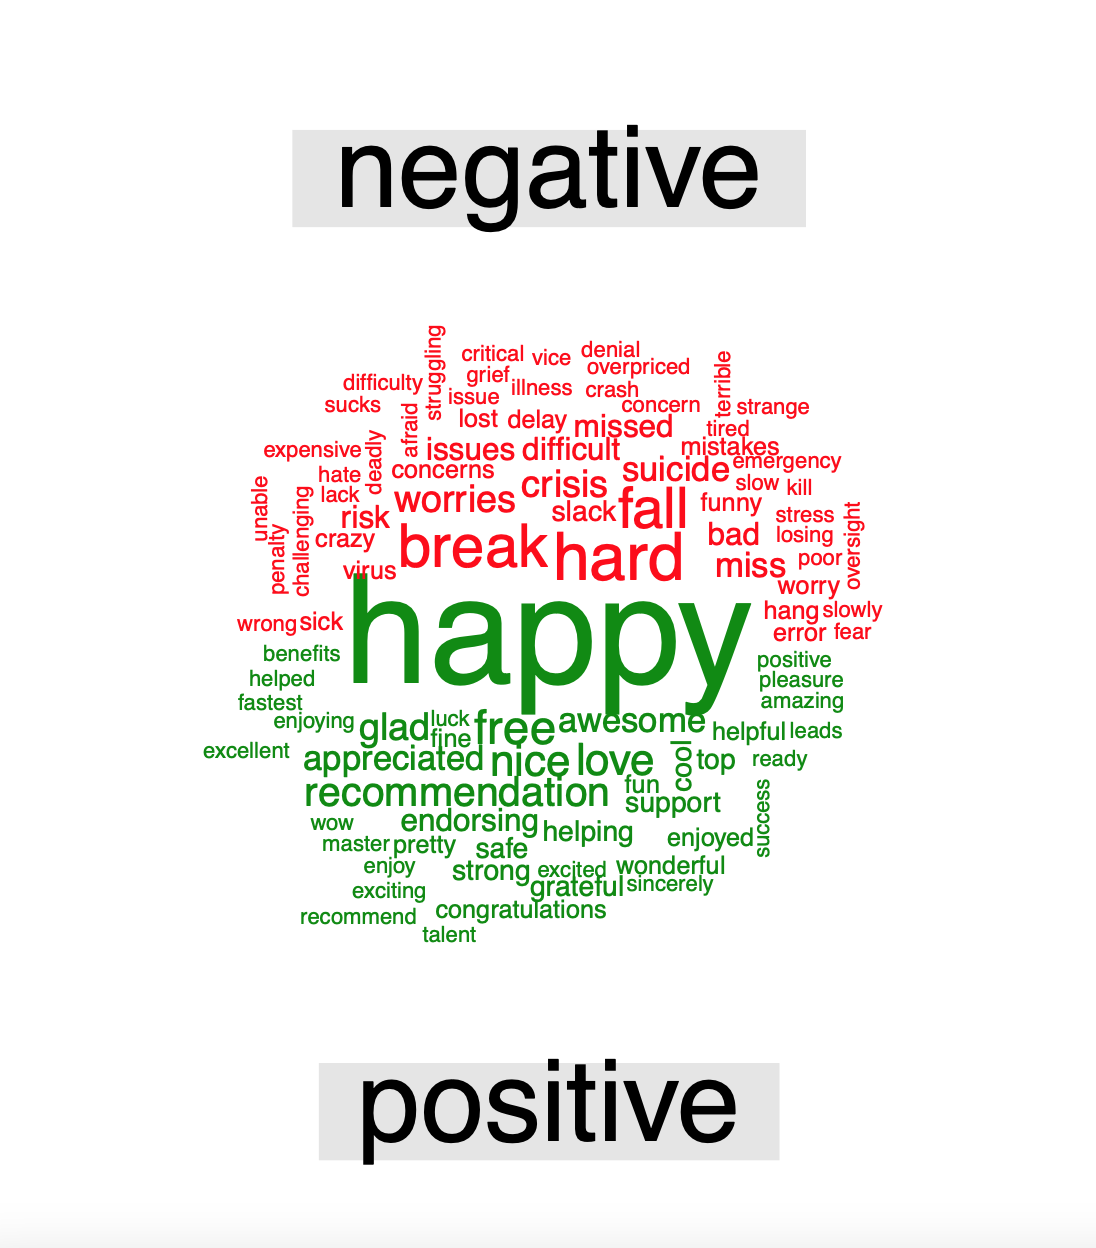 negative
struggling
critical vice denial
overpriced
difficulty grief illness crash terrible
sucks issue concern strange
afraid lost delay missed tired
expensive deadly issues difficult mistakes
hate concerns suicide emergency
unable lack worries crisis slow kill
challenging risk slack fall funny stress oversight
penalty crazy break hard bad losing
virus miss poor
worry
happy
wrong sick hang slowly
error fear
benefits positive
helped pleasure
fastest amazing
enjoying glad luck free awesome helpful leads
fine
excellent appreciated nice love cool top ready
recommendation fun support success
wow endorsing helping enjoyed
master pretty safe
enjoy strong excited wonderful
exciting grateful sincerely
recommend congratulations
talent
positive